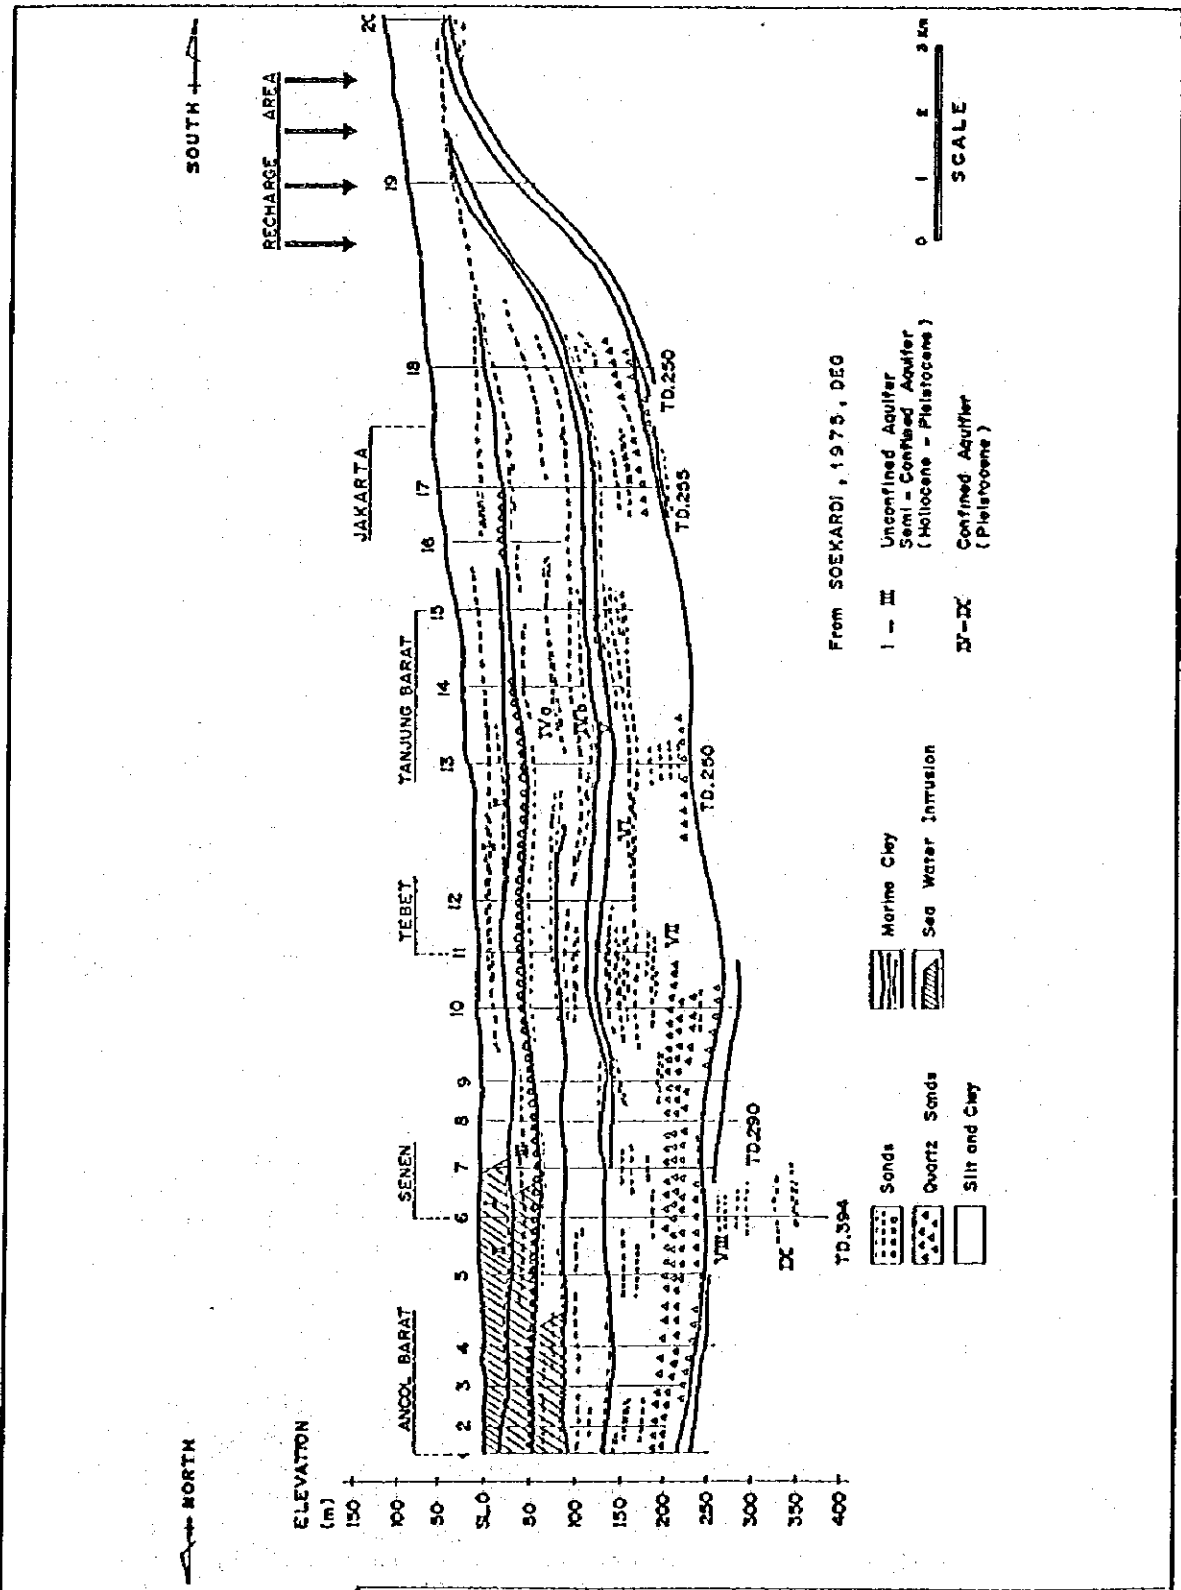 NORTH
SOUTH
RECHARGE AREA
ELEVATION
(m)
150
100
50
SL.0
50
100
150
200
250
300
350
400
ANCOL BARAT
SENEN
TEBET
TANJUNG BARAT
JAKARTA
1 2 3 4 5 6 7 8 9 10 11 12 13 14 15 16 17 18 19 20
IVa
IVb
V
VI
VII
VIII
IX
TD.394
TD.290
TD.250
TD.255
TD.250
From SOEKARDI, 1975, DEG
I - III Unconfined Aquifer
Semi - Confined Aquifer
(Hollocene - Pleistocene)
IV-IX Confined Aquifier
(Pleistocene)
Sands
Quartz Sands
Silt and Clay
Marine Clay
Sea Water Intrusion
0 1 2 3 Km
SCALE